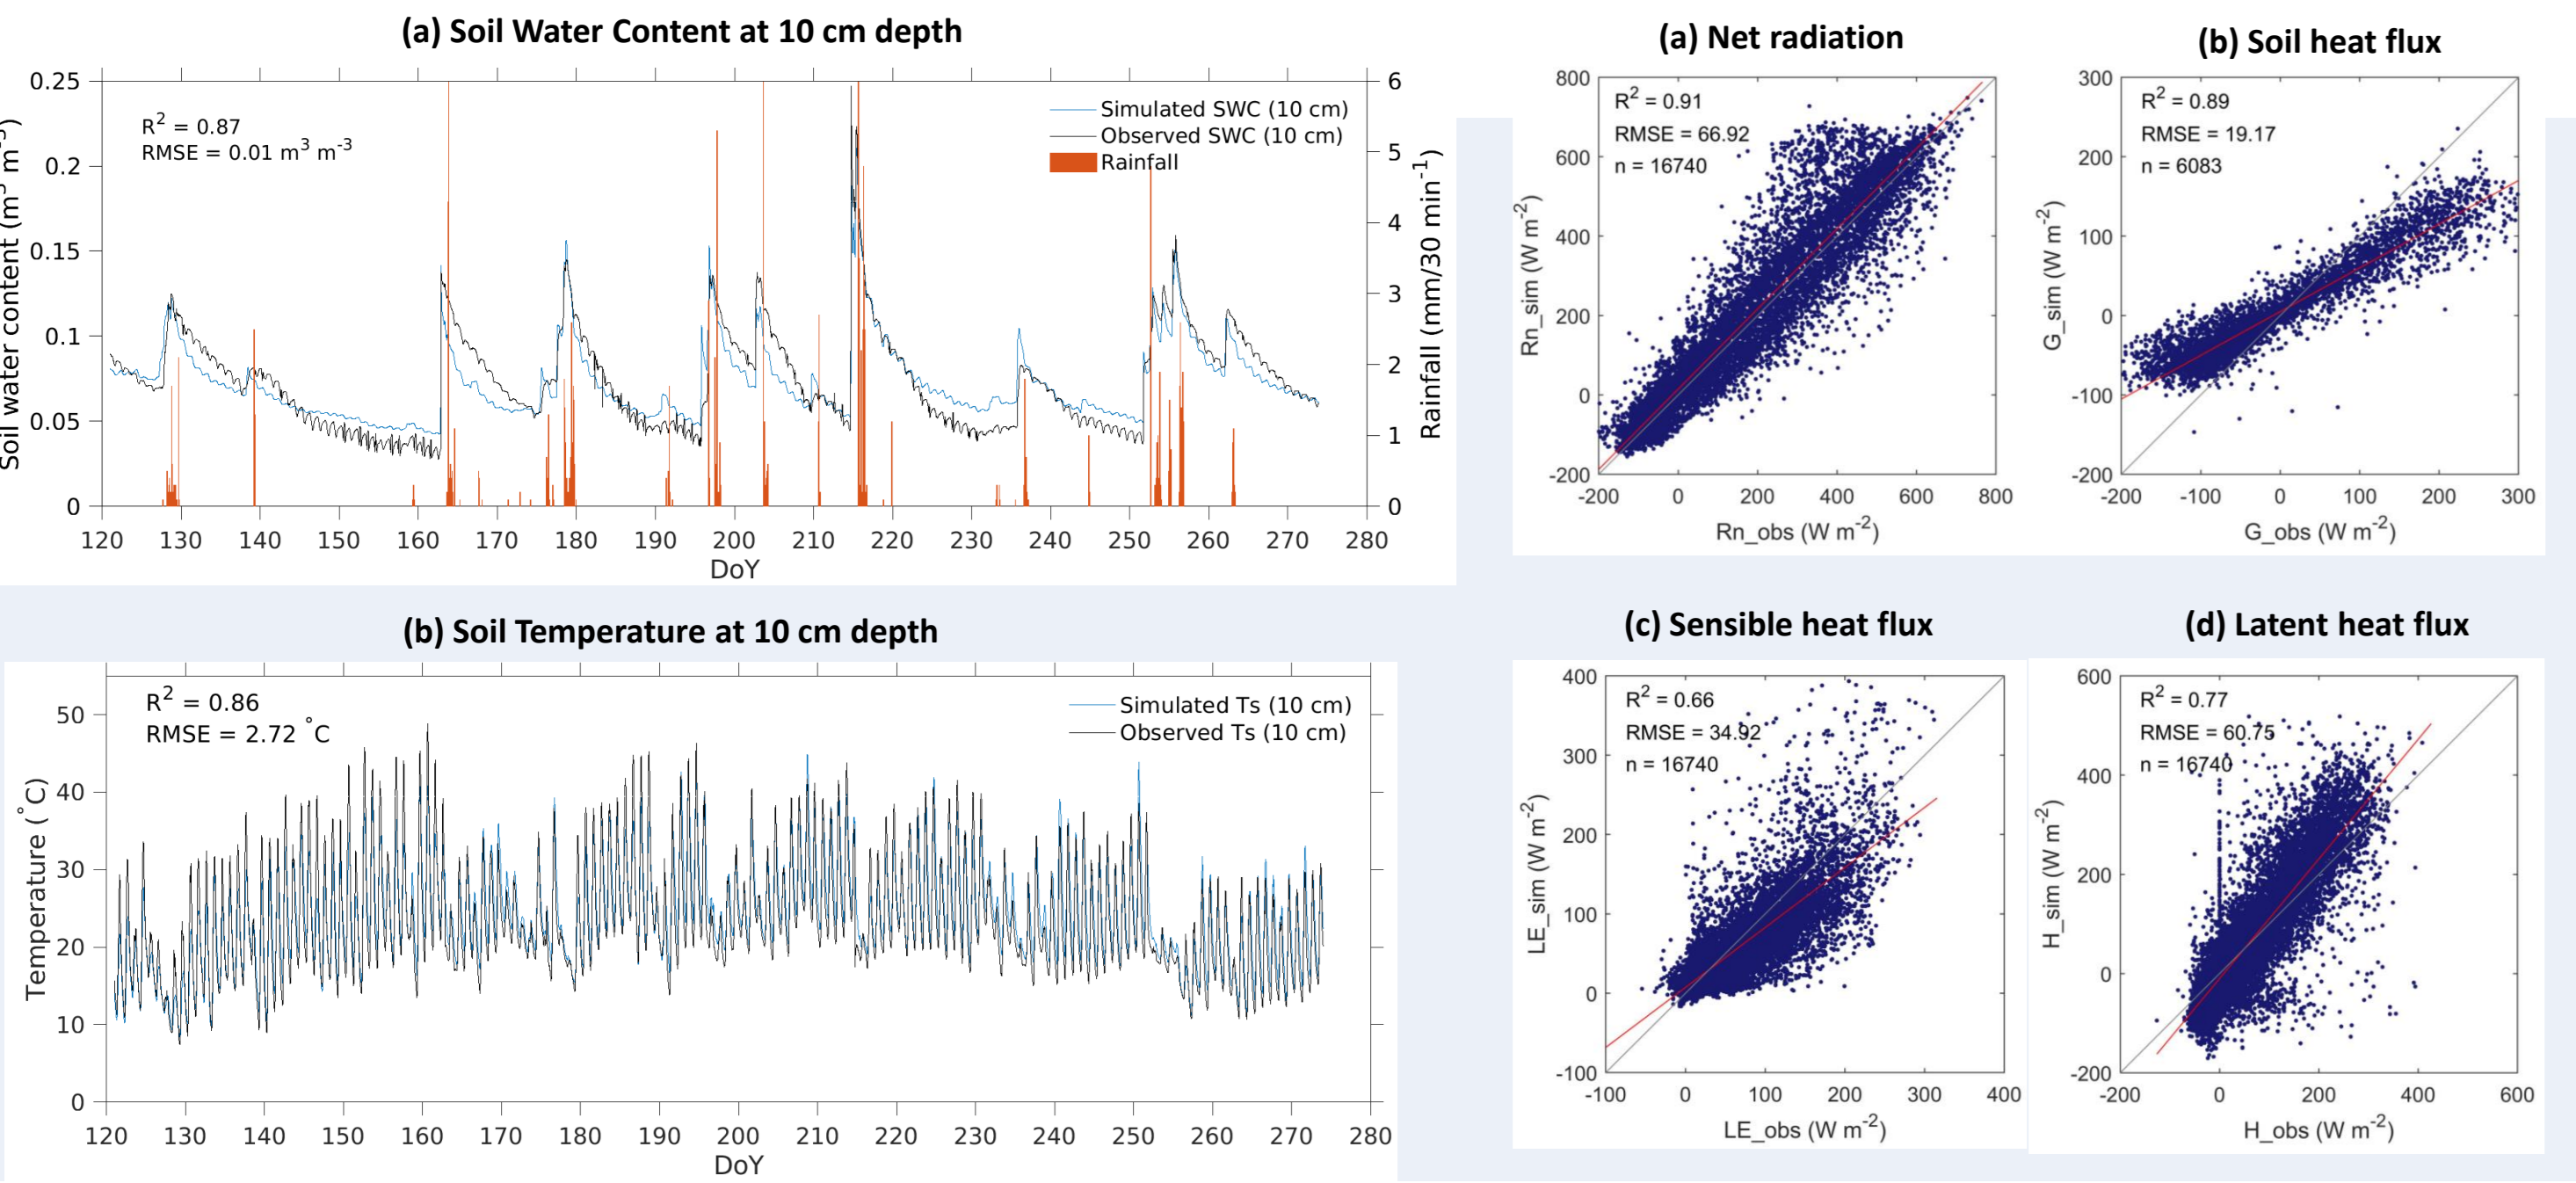 (a) Soil Water Content at 10 cm depth
0.25
0.2
0.15
0.1
0.05
0
Soil water content (m³ m⁻³)
R² = 0.87
RMSE = 0.01 m³ m⁻³
Simulated SWC (10 cm)
Observed SWC (10 cm)
Rainfall
6
5
4
3
2
1
0
Rainfall (mm/30 min⁻¹)
120 130 140 150 160 170 180 190 200 210 220 230 240 250 260 270 280
DoY
(b) Soil Temperature at 10 cm depth
50
40
30
20
10
0
Temperature (°C)
R² = 0.86
RMSE = 2.72 °C
Simulated Ts (10 cm)
Observed Ts (10 cm)
120 130 140 150 160 170 180 190 200 210 220 230 240 250 260 270 280
DoY
(a) Net radiation
800
600
400
200
0
-200
Rn_sim (W m⁻²)
R² = 0.91
RMSE = 66.92
n = 16740
-200 0 200 400 600 800
Rn_obs (W m⁻²)
(b) Soil heat flux
300
200
100
0
-100
-200
G_sim (W m⁻²)
R² = 0.89
RMSE = 19.17
n = 6083
-200 -100 0 100 200 300
G_obs (W m⁻²)
(c) Sensible heat flux
400
300
200
100
0
-100
LE_sim (W m⁻²)
R² = 0.66
RMSE = 34.92
n = 16740
-100 0 100 200 300 400
LE_obs (W m⁻²)
(d) Latent heat flux
600
400
200
0
-200
H_sim (W m⁻²)
R² = 0.77
RMSE = 60.75
n = 16740
-200 0 200 400 600
H_obs (W m⁻²)